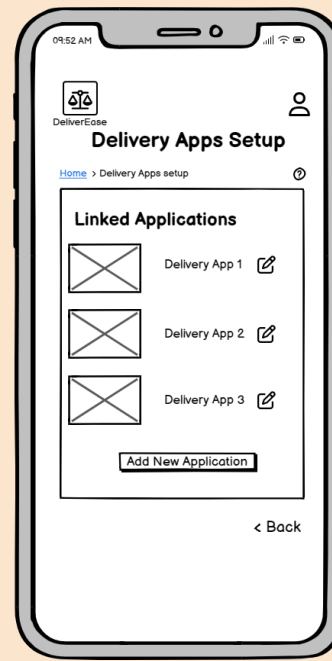 09:52 AM
DeliverEase
Delivery Apps Setup
Home > Delivery Apps setup
Linked Applications
Delivery App 1
Delivery App 2
Delivery App 3
Add New Application
< Back